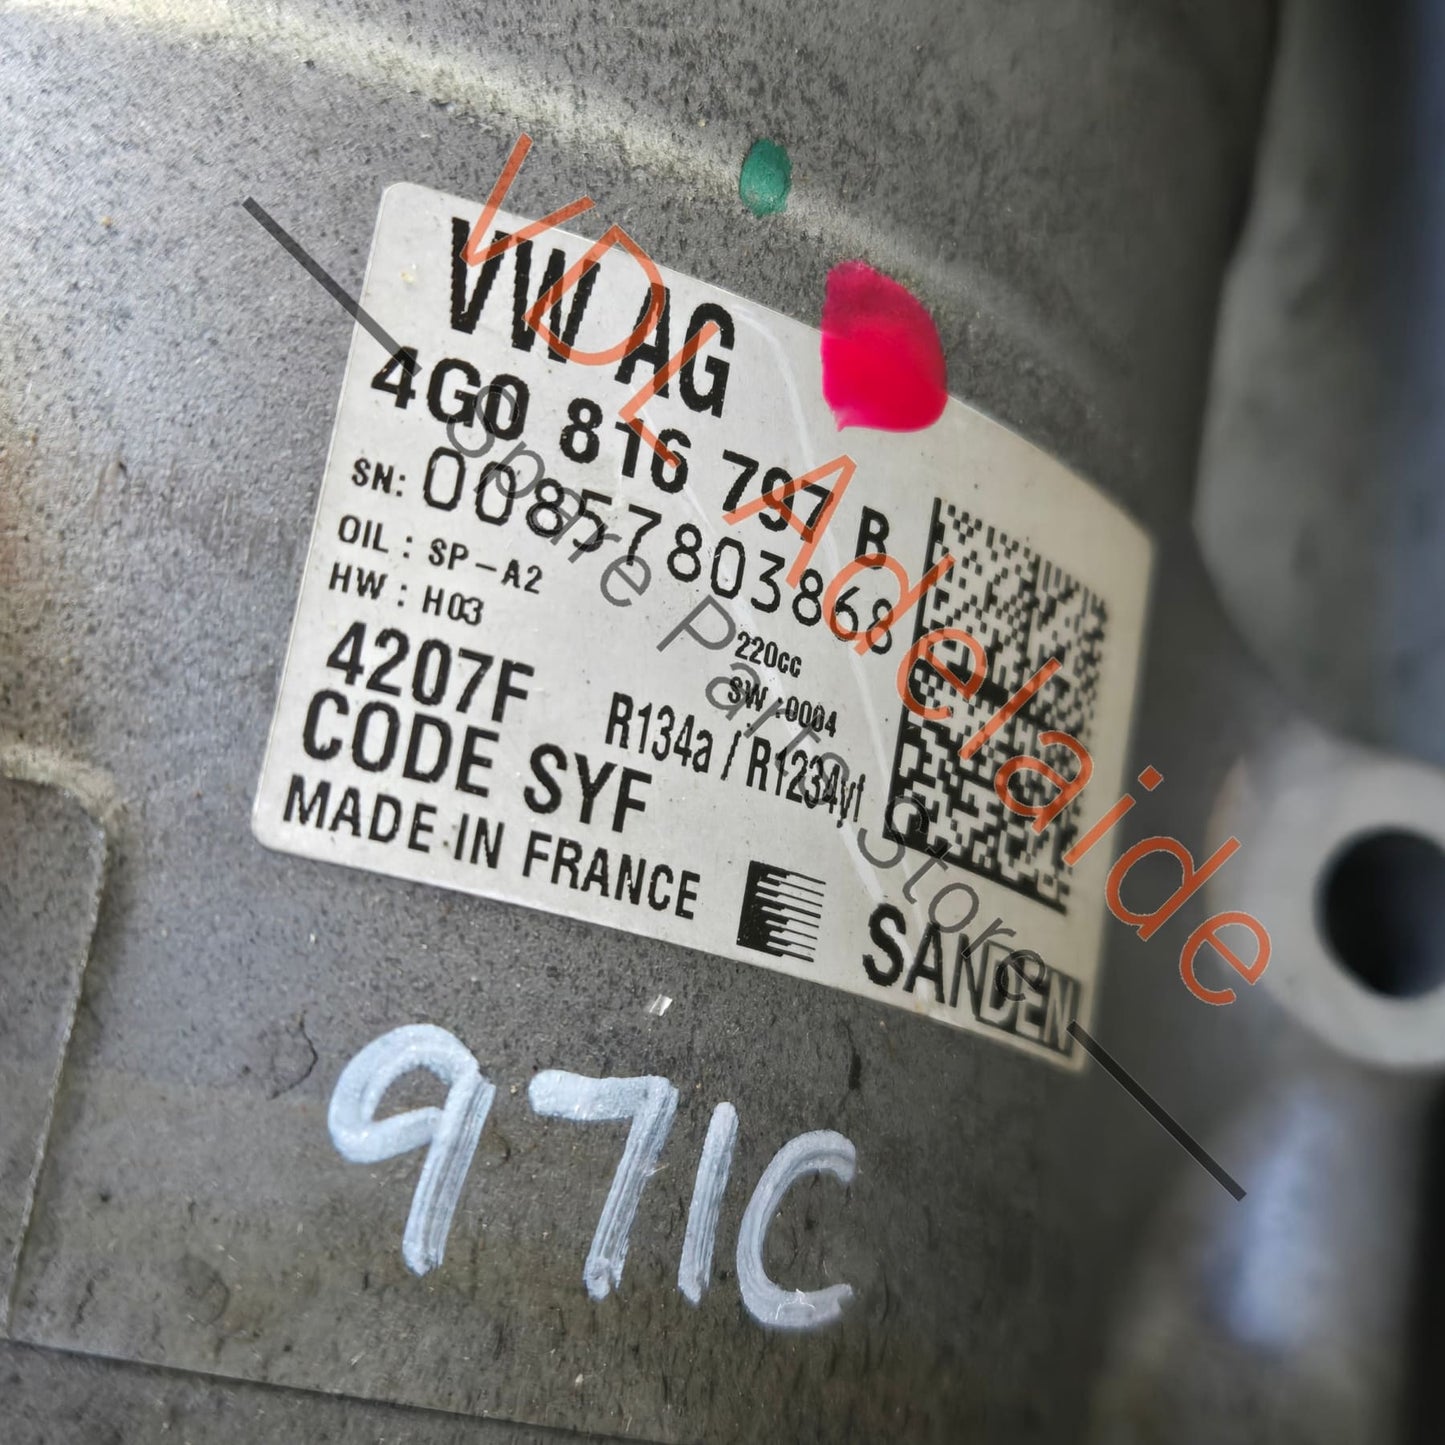 VW AG
4G0 816 797 B
SN: 00857803868
OIL : SP-A2
HW : H03
220cc
SW :0004
4207F
R134a / R1234yf
CODE SYF
MADE IN FRANCE
SANDEN
971C
VDL Adelaide
Spare Parts Store